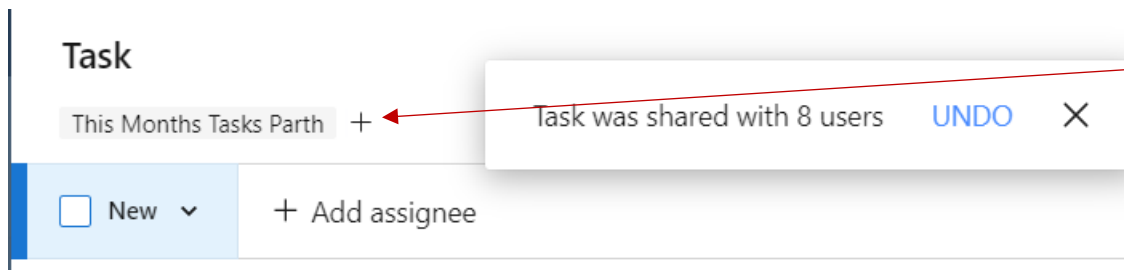 Task
This Months Tasks Parth +
Task was shared with 8 users UNDO
New
+ Add assignee